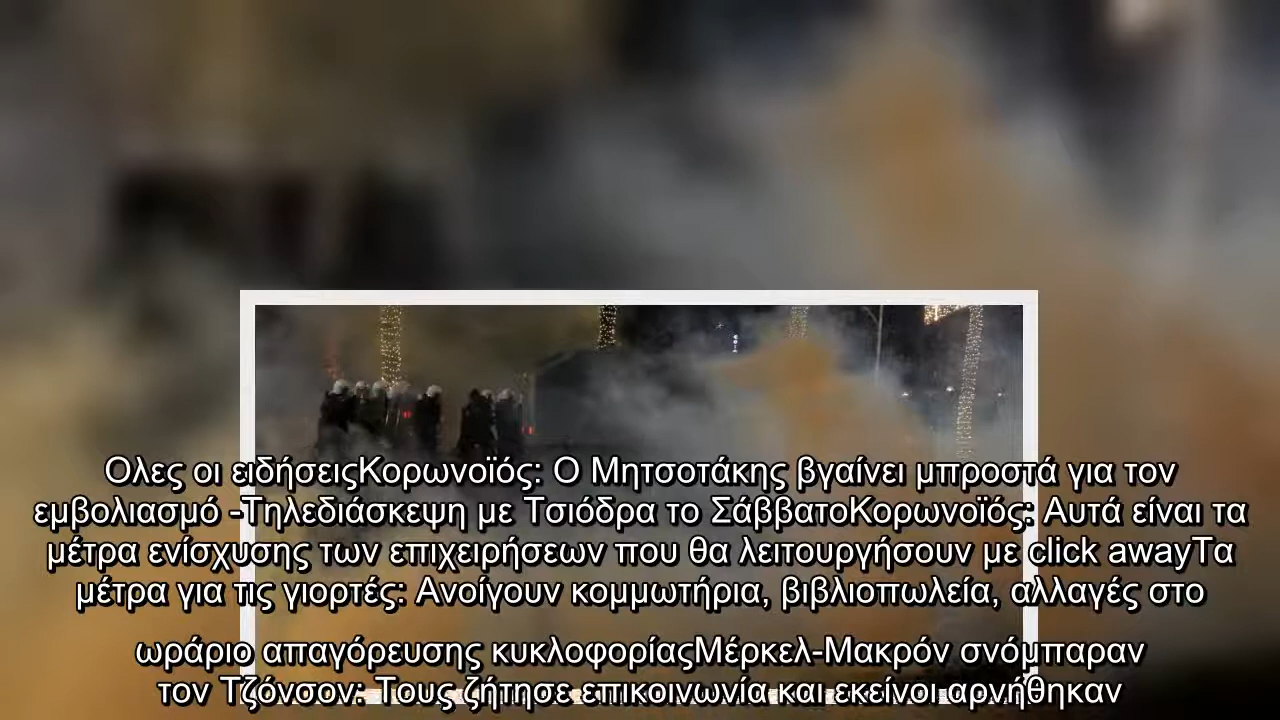 Ολες οι ειδήσειςΚορωνοϊός: Ο Μητσοτάκης βγαίνει μπροστά για τον
εμβολιασμό -Τηλεδιάσκεψη με Τσιόδρα το ΣάββατοΚορωνοϊός: Αυτά είναι τα
μέτρα ενίσχυσης των επιχειρήσεων που θα λειτουργήσουν με click awayΤα
μέτρα για τις γιορτές: Ανοίγουν κομμωτήρια, βιβλιοπωλεία, αλλαγές στο
ωράριο απαγόρευσης κυκλοφορίαςΜέρκελ-Μακρόν σνόμπαραν
τον Τζόνσον: Τους ζήτησε επικοινωνία και εκείνοι αρνήθηκαν